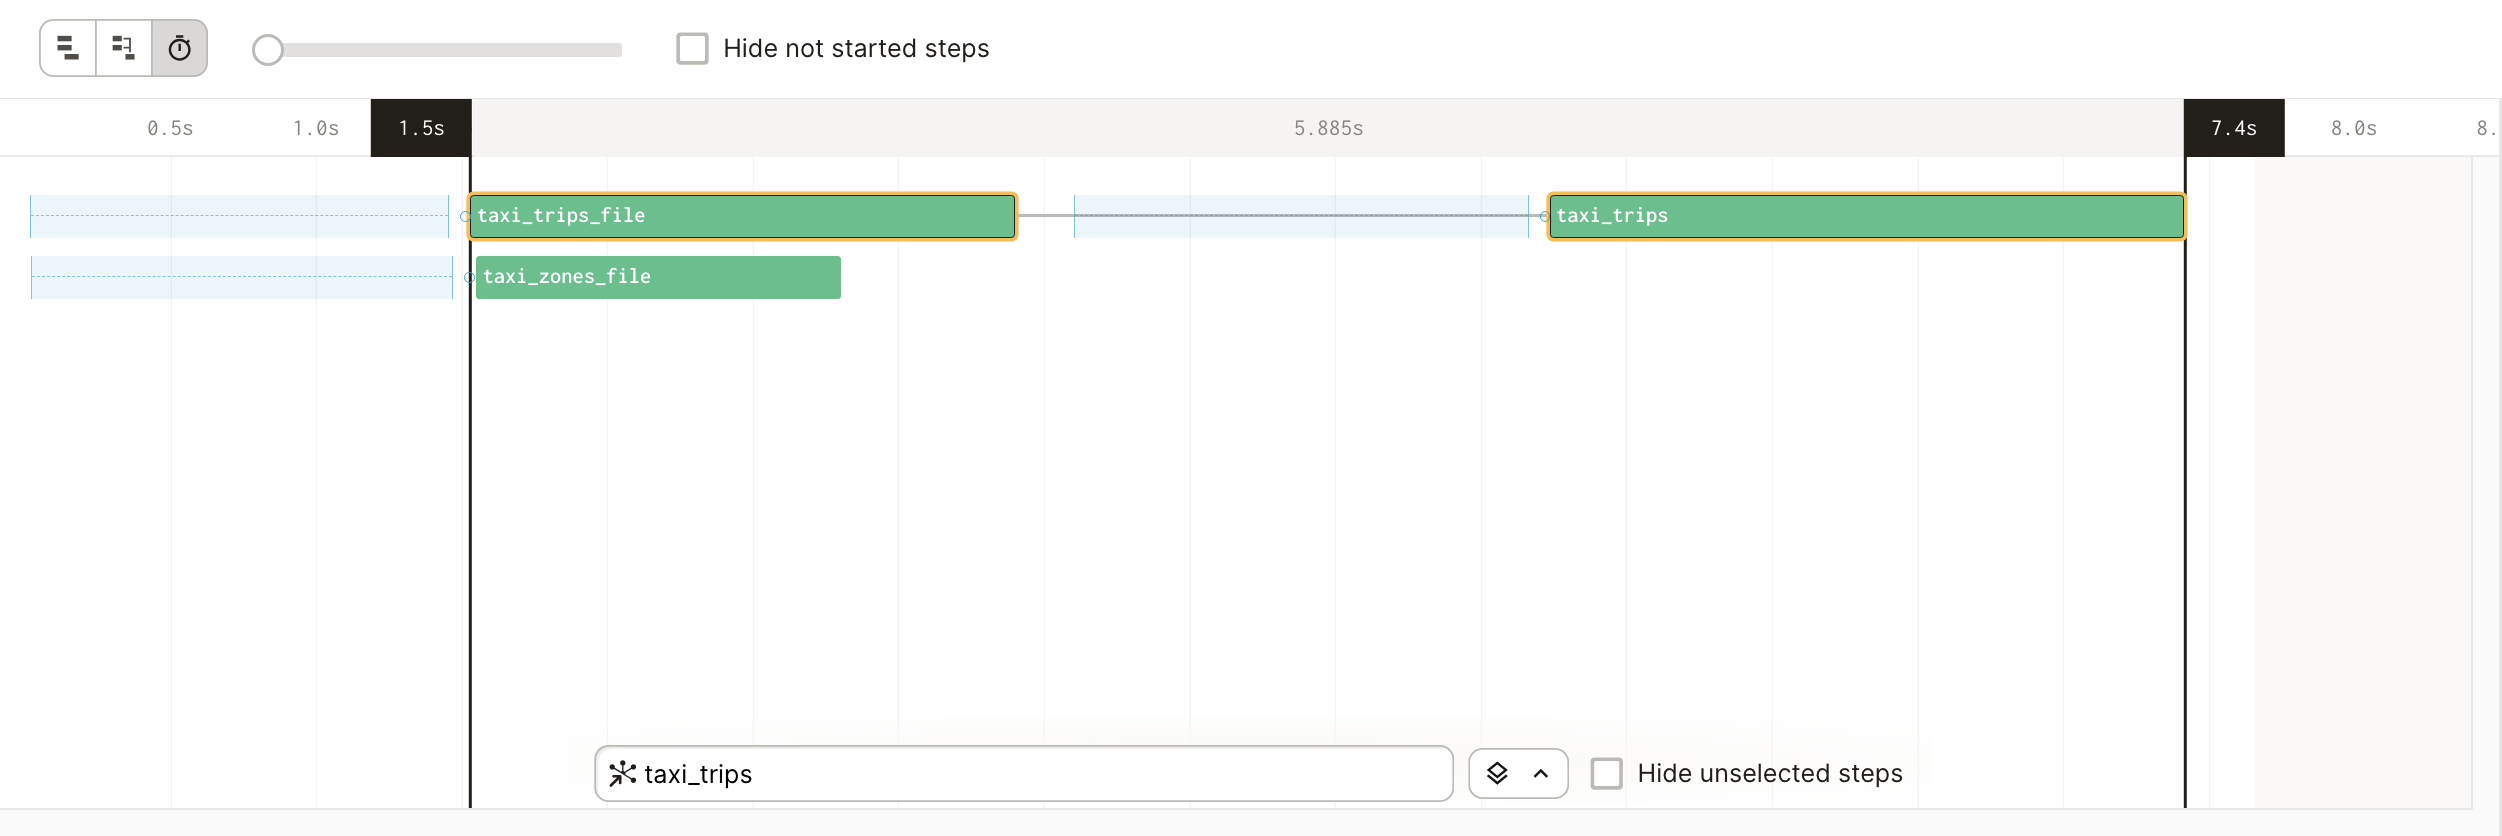 Hide not started steps
0.5s 1.0s 1.5s 5.885s 7.4s 8.0s 8.
taxi_trips_file taxi_trips
taxi_zones_file
taxi_trips Hide unselected steps